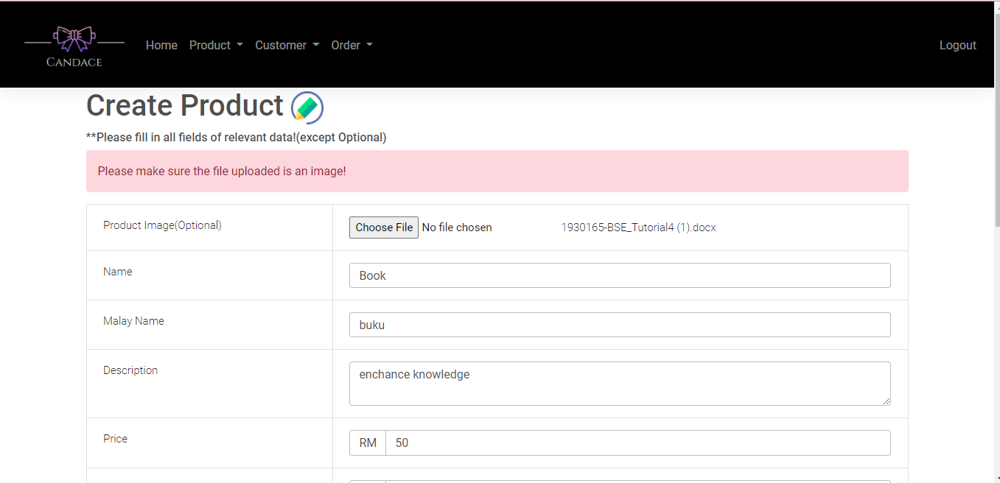 CANDACE
Home Product Customer Order Logout
Create Product
**Please fill in all fields of relevant data!(except Optional)
Please make sure the file uploaded is an image!
Product Image(Optional) Choose File No file chosen 1930165-BSE_Tutorial4 (1).docx
Name Book
Malay Name buku
Description enchance knowledge
Price RM 50